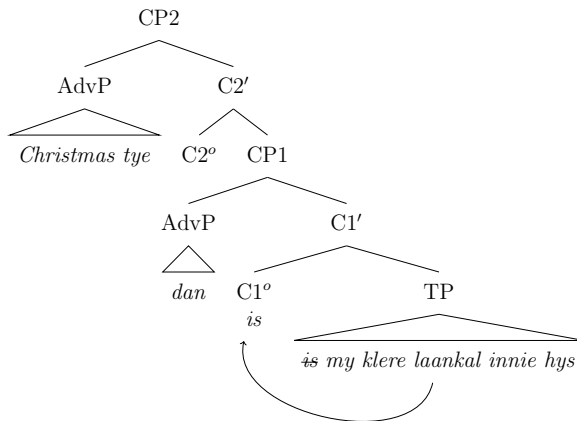 CP2
AdvP C2′
Christmas tye C2ᵒ CP1
AdvP C1′
dan C1ᵒ TP
is
is my klere laankal innie hys